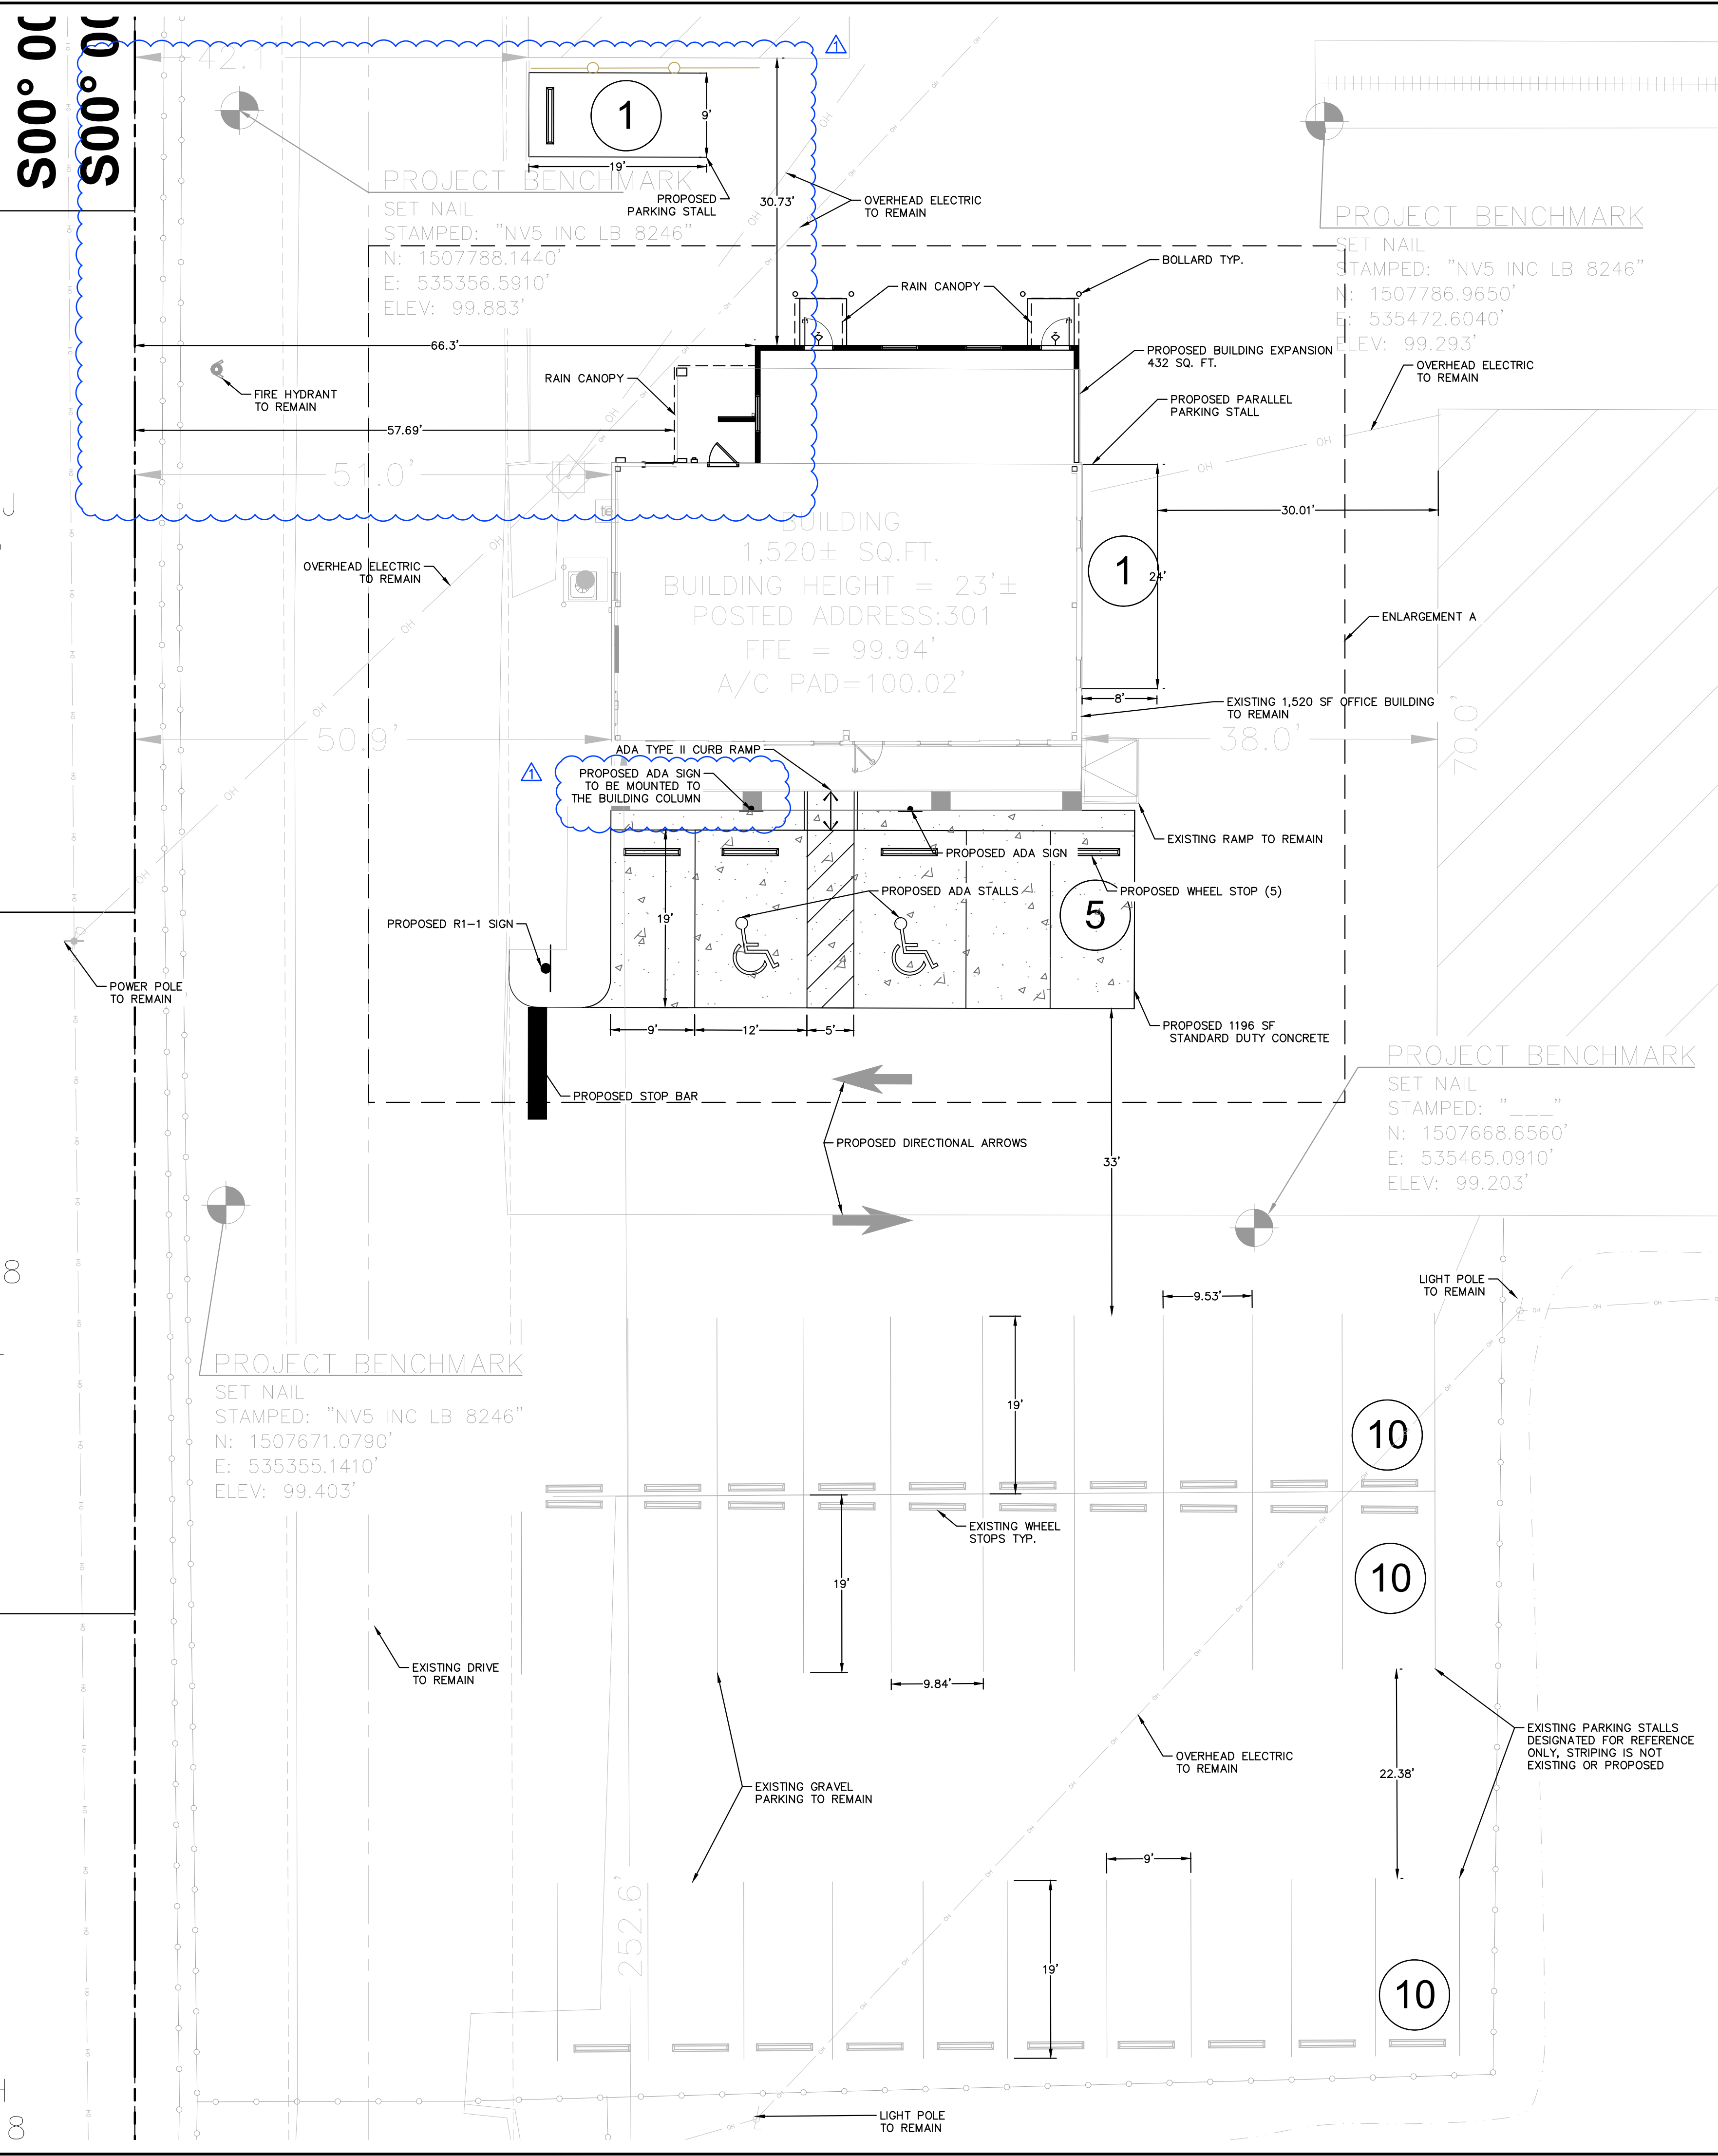 S00° 00
S00° 00
42.1'
1
1
9'
19'
PROPOSED
PARKING STALL
30.73'
OVERHEAD ELECTRIC
TO REMAIN
PROJECT BENCHMARK
SET NAIL
STAMPED: "NV5 INC LB 8246"
N: 1507788.1440'
E: 535356.5910'
ELEV: 99.883'
PROJECT BENCHMARK
SET NAIL
STAMPED: "NV5 INC LB 8246"
N: 1507786.9650'
E: 535472.6040'
ELEV: 99.293'
BOLLARD TYP.
RAIN CANOPY
66.3'
PROPOSED BUILDING EXPANSION
432 SQ. FT.
OVERHEAD ELECTRIC
TO REMAIN
RAIN CANOPY
FIRE HYDRANT
TO REMAIN
PROPOSED PARALLEL
PARKING STALL
57.69'
51.0'
30.01'
BUILDING
1,520± SQ.FT.
BUILDING HEIGHT = 23'±
POSTED ADDRESS:301
FFE = 99.94'
A/C PAD=100.02'
OVERHEAD ELECTRIC
TO REMAIN
1
24'
ENLARGEMENT A
8'
EXISTING 1,520 SF OFFICE BUILDING
TO REMAIN
50.9'
38.0'
70.0'
ADA TYPE II CURB RAMP
1
PROPOSED ADA SIGN
TO BE MOUNTED TO
THE BUILDING COLUMN
EXISTING RAMP TO REMAIN
PROPOSED ADA SIGN
PROPOSED ADA STALLS
PROPOSED WHEEL STOP (5)
5
19'
PROPOSED R1-1 SIGN
POWER POLE
TO REMAIN
9'
12'
5'
PROPOSED 1196 SF
STANDARD DUTY CONCRETE
PROPOSED STOP BAR
PROPOSED DIRECTIONAL ARROWS
33'
PROJECT BENCHMARK
SET NAIL
STAMPED: "___"
N: 1507668.6560'
E: 535465.0910'
ELEV: 99.203'
LIGHT POLE
TO REMAIN
9.53'
PROJECT BENCHMARK
SET NAIL
STAMPED: "NV5 INC LB 8246"
N: 1507671.0790'
E: 535355.1410'
ELEV: 99.403'
19'
10
EXISTING WHEEL
STOPS TYP.
10
19'
EXISTING DRIVE
TO REMAIN
9.84'
OVERHEAD ELECTRIC
TO REMAIN
22.38'
EXISTING PARKING STALLS
DESIGNATED FOR REFERENCE
ONLY, STRIPING IS NOT
EXISTING OR PROPOSED
EXISTING GRAVEL
PARKING TO REMAIN
9'
252.6'
19'
10
LIGHT POLE
TO REMAIN